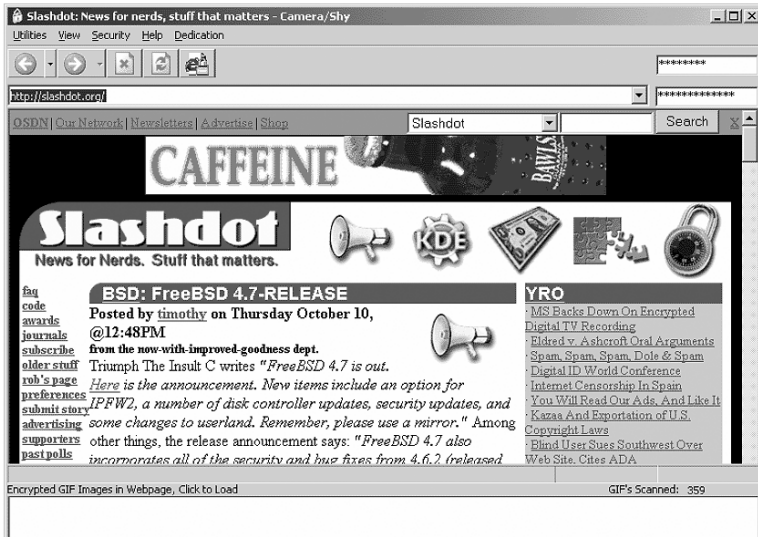 Slashdot: News for nerds, stuff that matters - Camera/Shy
Utilities View Security Help Dedication
********
http://slashdot.org/
*************
OSDN | Our Network | Newsletters | Advertise | Shop
Slashdot
Search
X
CAFFEINE
BAWLS
Slashdot
News for Nerds. Stuff that matters.
KDE
faq
code
awards
journals
subscribe
older stuff
rob's page
preferences
submit story
advertising
supporters
past polls
BSD: FreeBSD 4.7-RELEASE
Posted by timothy on Thursday October 10,
@12:48PM
from the now-with-improved-goodness dept.
Triumph The Insult C writes "FreeBSD 4.7 is out.
Here is the announcement. New items include an option for
IPFW2, a number of disk controller updates, security updates, and
some changes to userland. Remember, please use a mirror." Among
other things, the release announcement says: "FreeBSD 4.7 also
incorporates all of the security and bug fixes from 4.6.2 (released
YRO
· MS Backs Down On Encrypted
Digital TV Recording
· Eldred v. Ashcroft Oral Arguments
· Spam, Spam, Spam, Dole & Spam
· Digital ID World Conference
· Internet Censorship In Spain
· You Will Read Our Ads, And Like It
· Kazaa And Exportation of U.S.
Copyright Laws
· Blind User Sues Southwest Over
Web Site, Cites ADA
Encrypted GIF Images in Webpage, Click to Load
GIF's Scanned: 359